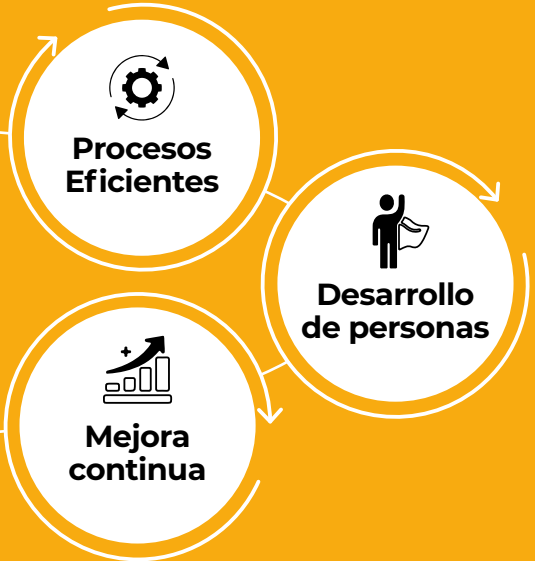 Procesos
Eficientes
Desarrollo
de personas
Mejora
continua